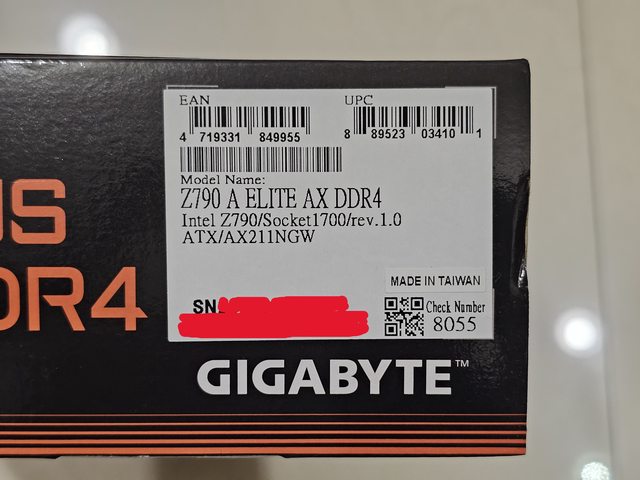 EAN
UPC
4 719331 849955
8 89523 03410 1
Model Name:
Z790 A ELITE AX DDR4
Intel Z790/Socket1700/rev.1.0
ATX/AX211NGW
MADE IN TAIWAN
SN
Check Number
8055
US
DR4
GIGABYTE™